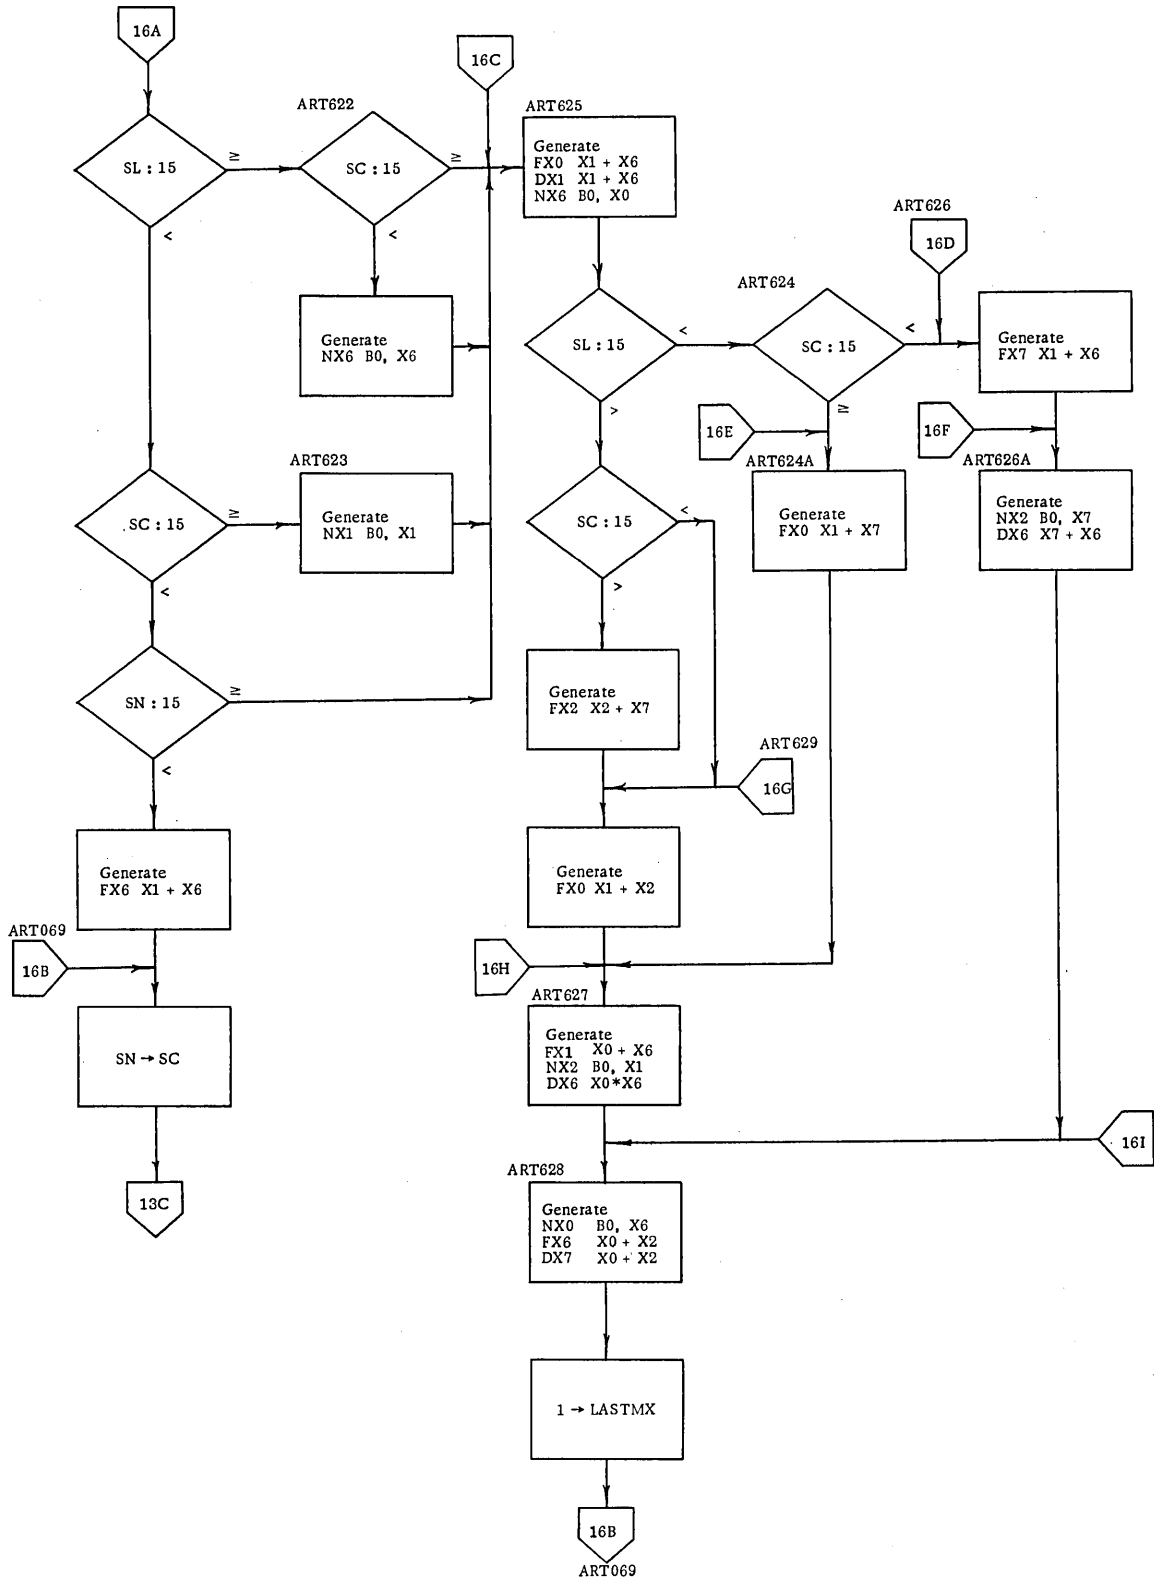 16A
16C
ART622
ART625
SL : 15
≥
SC : 15
≥
Generate
FX0 X1 + X6
DX1 X1 + X6
NX6 B0, X0
<
<
ART626
16D
ART624
Generate
NX6 B0, X6
SL : 15
<
SC : 15
<
Generate
FX7 X1 + X6
>
≥
16E
16F
ART623
ART624A
ART626A
SC : 15
≥
Generate
NX1 B0, X1
SC : 15
<
Generate
FX0 X1 + X7
Generate
NX2 B0, X7
DX6 X7 + X6
<
>
SN : 15
≥
Generate
FX2 X2 + X7
ART629
<
16G
Generate
FX6 X1 + X6
Generate
FX0 X1 + X2
ART069
16B
16H
ART627
SN → SC
Generate
FX1 X0 + X6
NX2 B0, X1
DX6 X0*X6
16I
ART628
13C
Generate
NX0 B0, X6
FX6 X0 + X2
DX7 X0 + X2
1 → LASTMX
16B
ART069